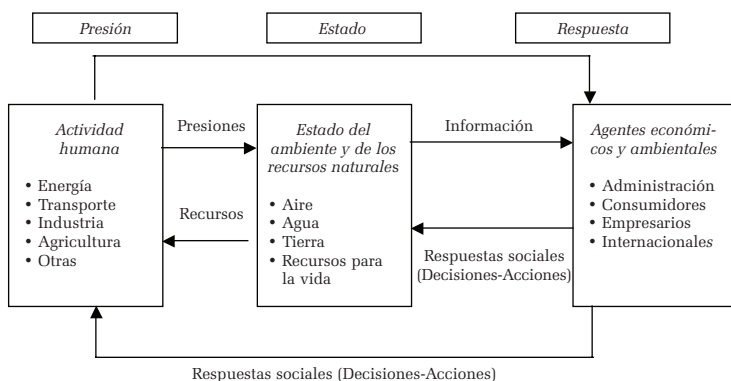 Presión
Estado
Respuesta
Actividad
humana
• Energía
• Transporte
• Industria
• Agricultura
• Otras
Presiones
Recursos
Estado del
ambiente y de los
recursos naturales
• Aire
• Agua
• Tierra
• Recursos para
la vida
Información
Respuestas sociales
(Decisiones-Acciones)
Agentes económi-
cos y ambientales
• Administración
• Consumidores
• Empresarios
• Internacionales
Respuestas sociales (Decisiones-Acciones)